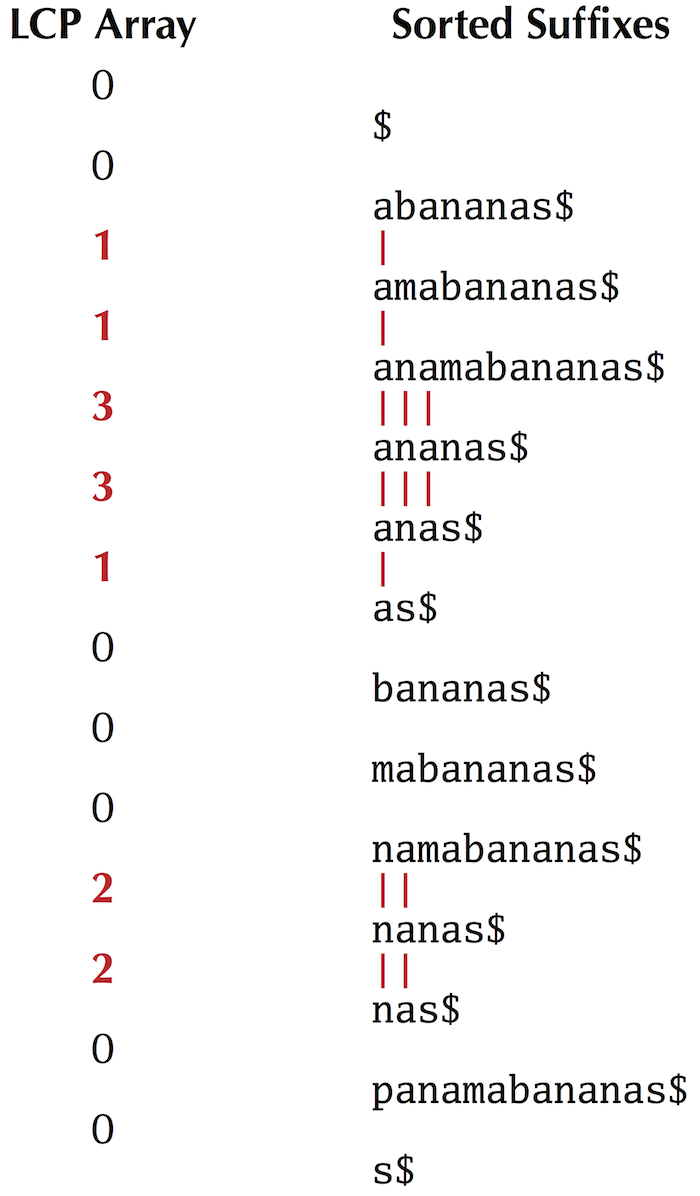 LCP Array Sorted Suffixes
0
$
0
abananas$
1
amabananas$
1
anamabananas$
3
ananas$
3
anas$
1
as$
0
bananas$
0
mabananas$
0
namabananas$
2
nanas$
2
nas$
0
panamabananas$
0
s$